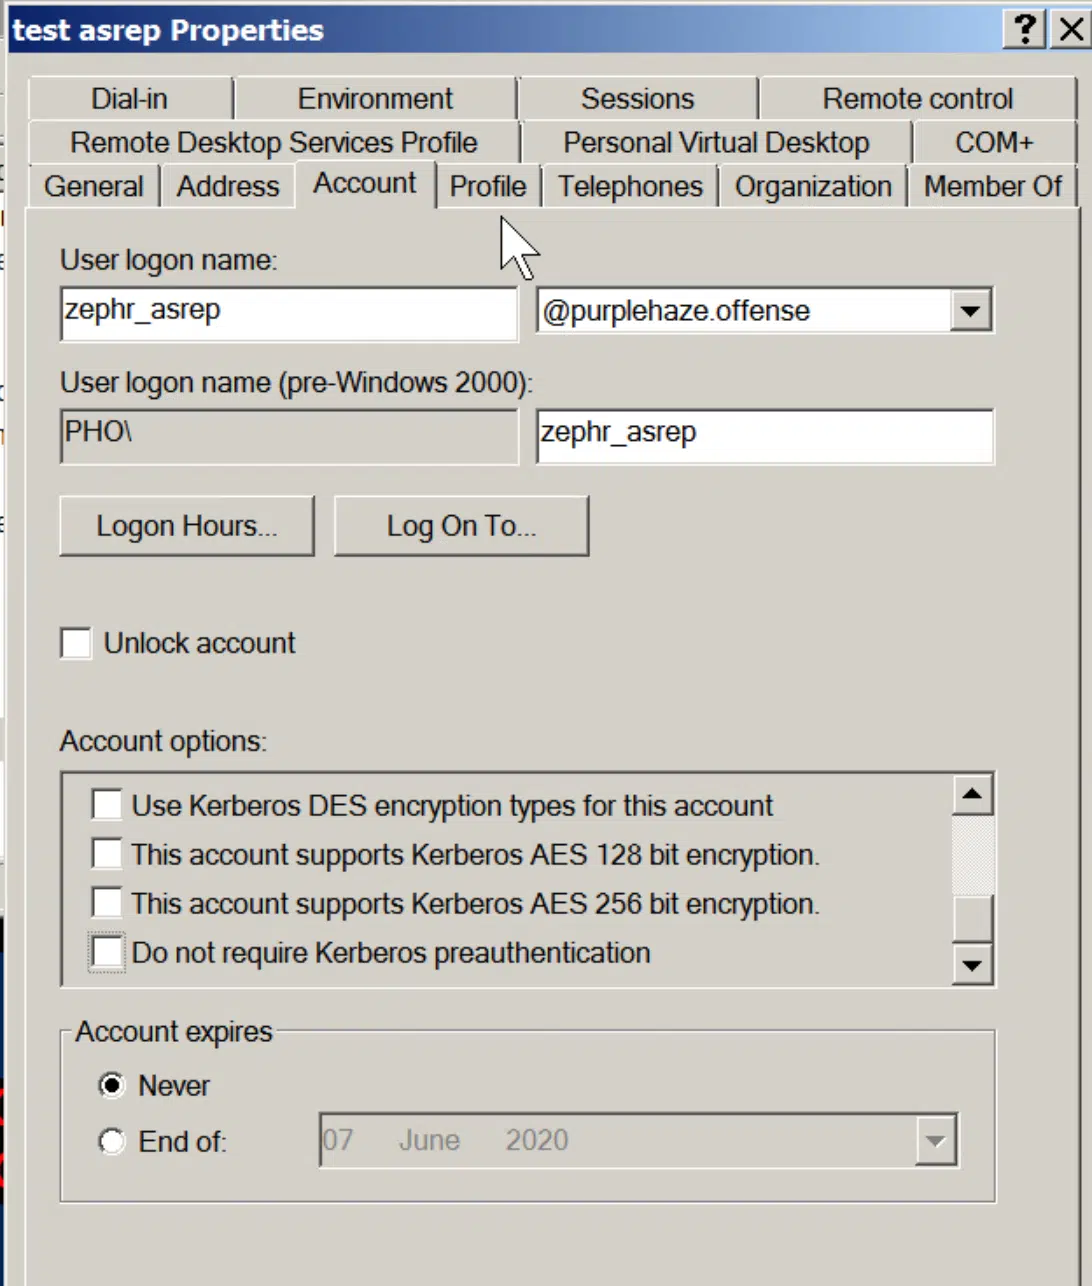 test asrep Properties
Dial-in Environment Sessions Remote control
Remote Desktop Services Profile Personal Virtual Desktop COM+
General Address Account Profile Telephones Organization Member Of
User logon name:
zephr_asrep @purplehaze.offense
User logon name (pre-Windows 2000):
PHO\ zephr_asrep
Logon Hours... Log On To...
Unlock account
Account options:
Use Kerberos DES encryption types for this account
This account supports Kerberos AES 128 bit encryption.
This account supports Kerberos AES 256 bit encryption.
Do not require Kerberos preauthentication
Account expires
Never
End of: 07 June 2020